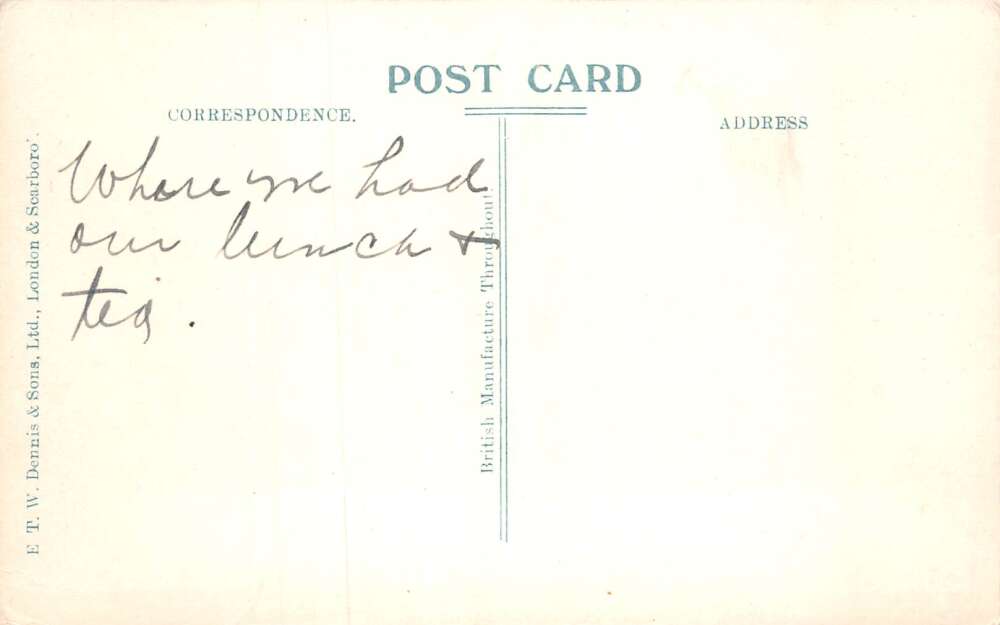 POST CARD
CORRESPONDENCE.
ADDRESS
Where we had
our lunch &
tea.
E. T. W. Dennis & Sons, Ltd., London & Scarboro'.
British Manufacture Throughout.